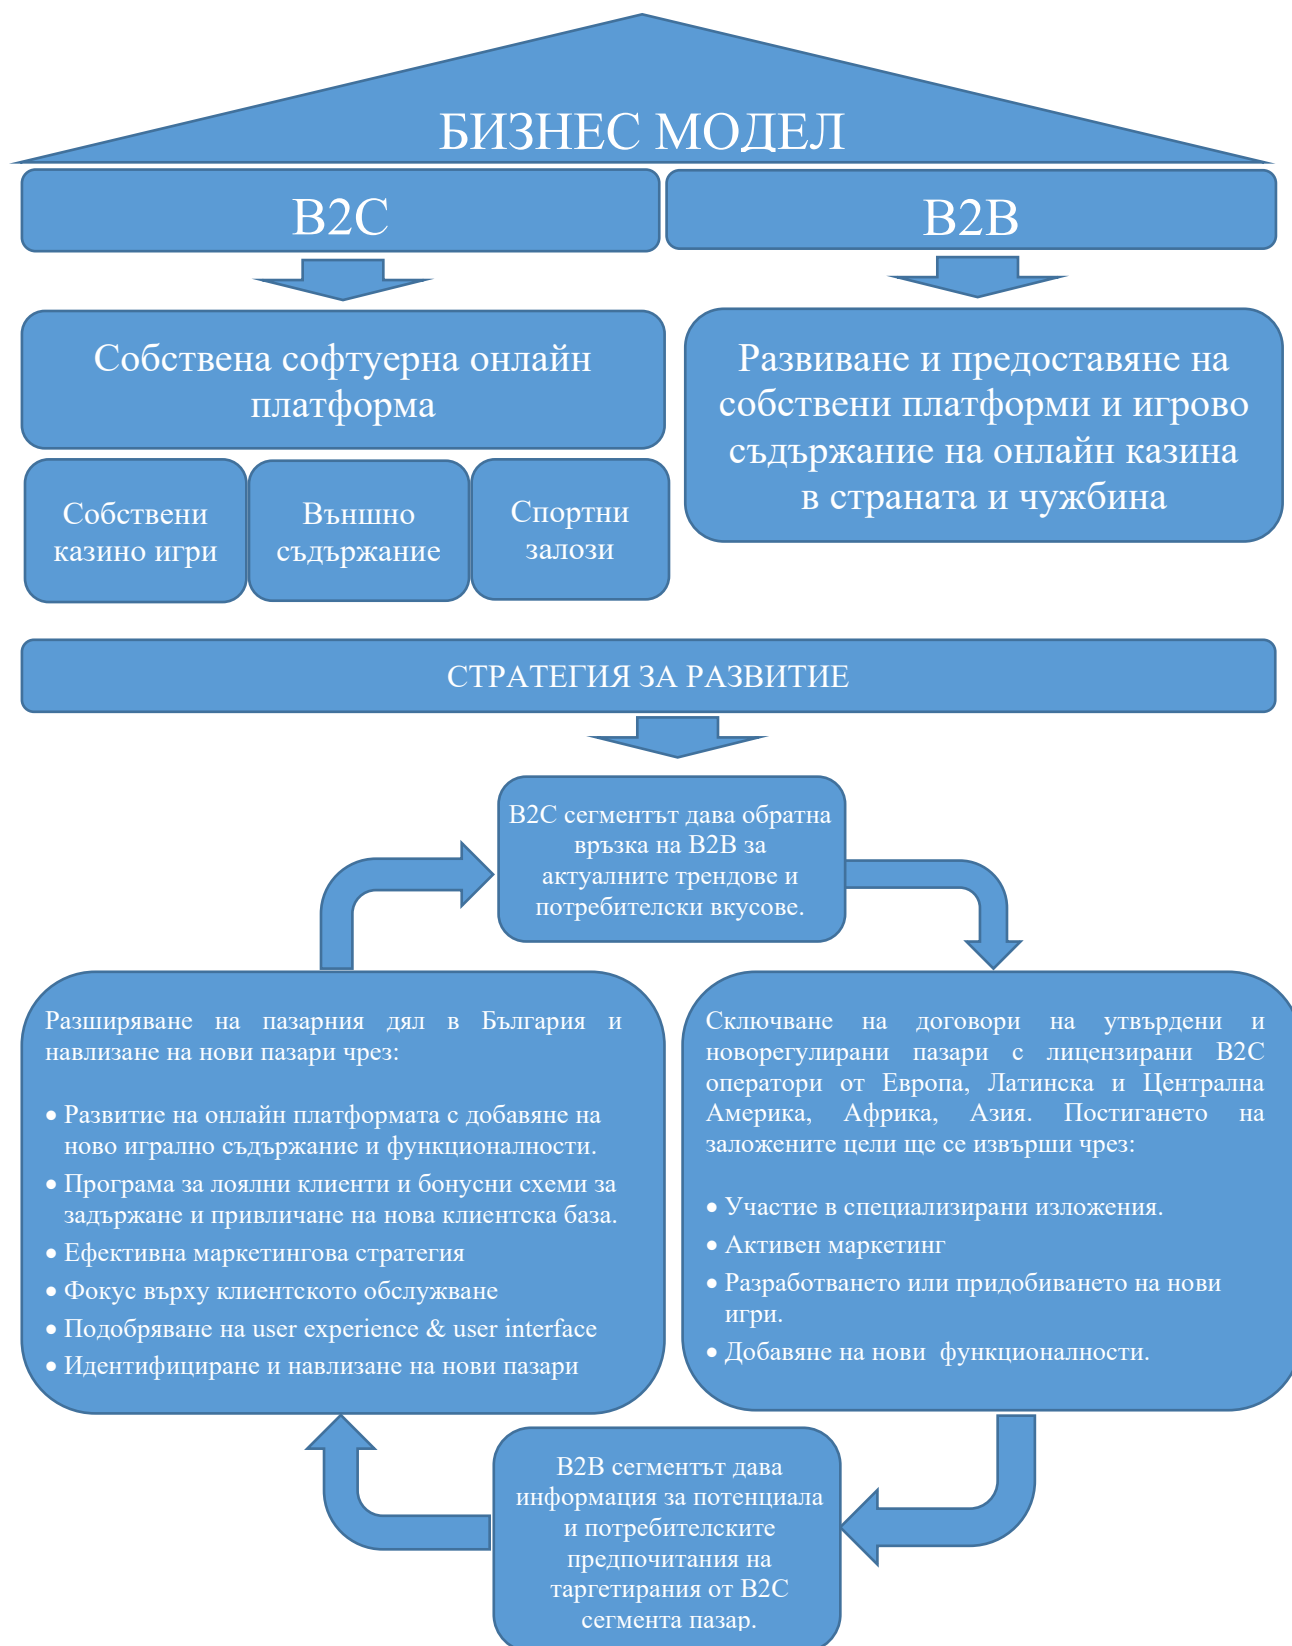 БИЗНЕС МОДЕЛ
B2C
B2B
Собствена софтуерна онлайн
платформа
Развиване и предоставяне на
собствени платформи и игрово
съдържание на онлайн казина
в страната и чужбина
Собствени
казино игри
Външно
съдържание
Спортни
залози
СТРАТЕГИЯ ЗА РАЗВИТИЕ
B2C сегментът дава обратна
връзка на B2B за
актуалните трендове и
потребителски вкусове.
Разширяване на пазарния дял в България и
навлизане на нови пазари чрез:
• Развитие на онлайн платформата с добавяне на
ново игрално съдържание и функционалности.
• Програма за лоялни клиенти и бонусни схеми за
задържане и привличане на нова клиентска база.
• Ефективна маркетингова стратегия
• Фокус върху клиентското обслужване
• Подобряване на user experience & user interface
• Идентифициране и навлизане на нови пазари
Сключване на договори на утвърдени и
новорегулирани пазари с лицензирани B2C
оператори от Европа, Латинска и Централна
Америка, Африка, Азия. Постигането на
заложените цели ще се извърши чрез:
• Участие в специализирани изложения.
• Активен маркетинг
• Разработването или придобиването на нови
игри.
• Добавяне на нови функционалности.
B2B сегментът дава
информация за потенциала
и потребителските
предпочитания на
таргетирания от B2C
сегмента пазар.